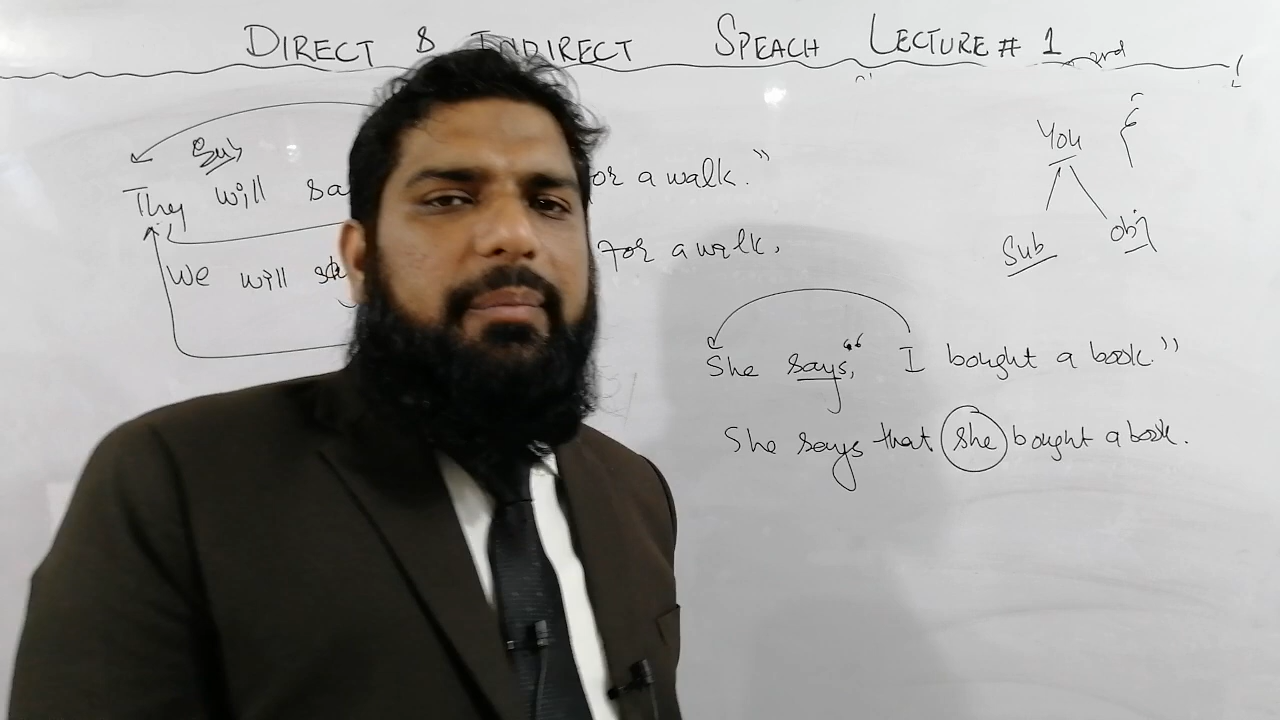 DIRECT & INDIRECT SPEACH LECTURE # 1
Sub
They will sa or a walk."
We will for a walk.
You
Sub obj
She says, "I bought a book."
She says that she bought a book.